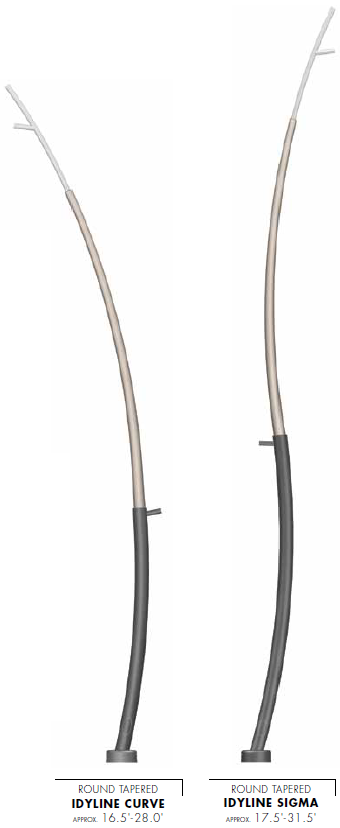 ROUND TAPERED
IDYLINE CURVE
APPROX. 16.5'-28.0'
ROUND TAPERED
IDYLINE SIGMA
APPROX. 17.5'-31.5'